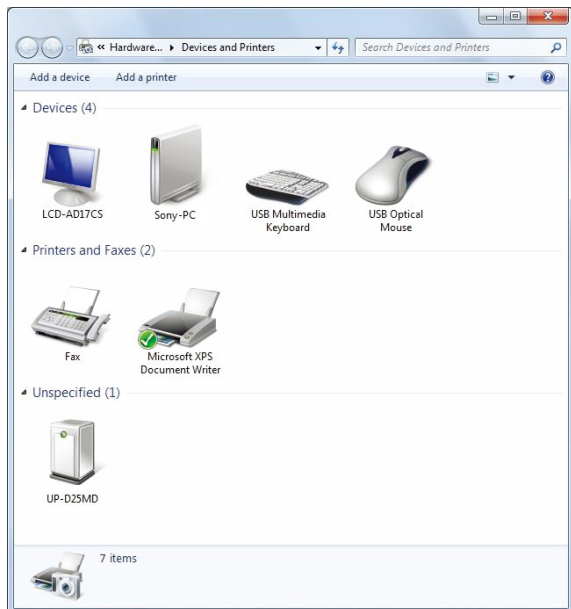 « Hardware... ▸ Devices and Printers
Search Devices and Printers
Add a device Add a printer
Devices (4)
LCD-AD17CS
Sony-PC
USB Multimedia
Keyboard
USB Optical
Mouse
Printers and Faxes (2)
Fax
Microsoft XPS
Document Writer
Unspecified (1)
UP-D25MD
7 items